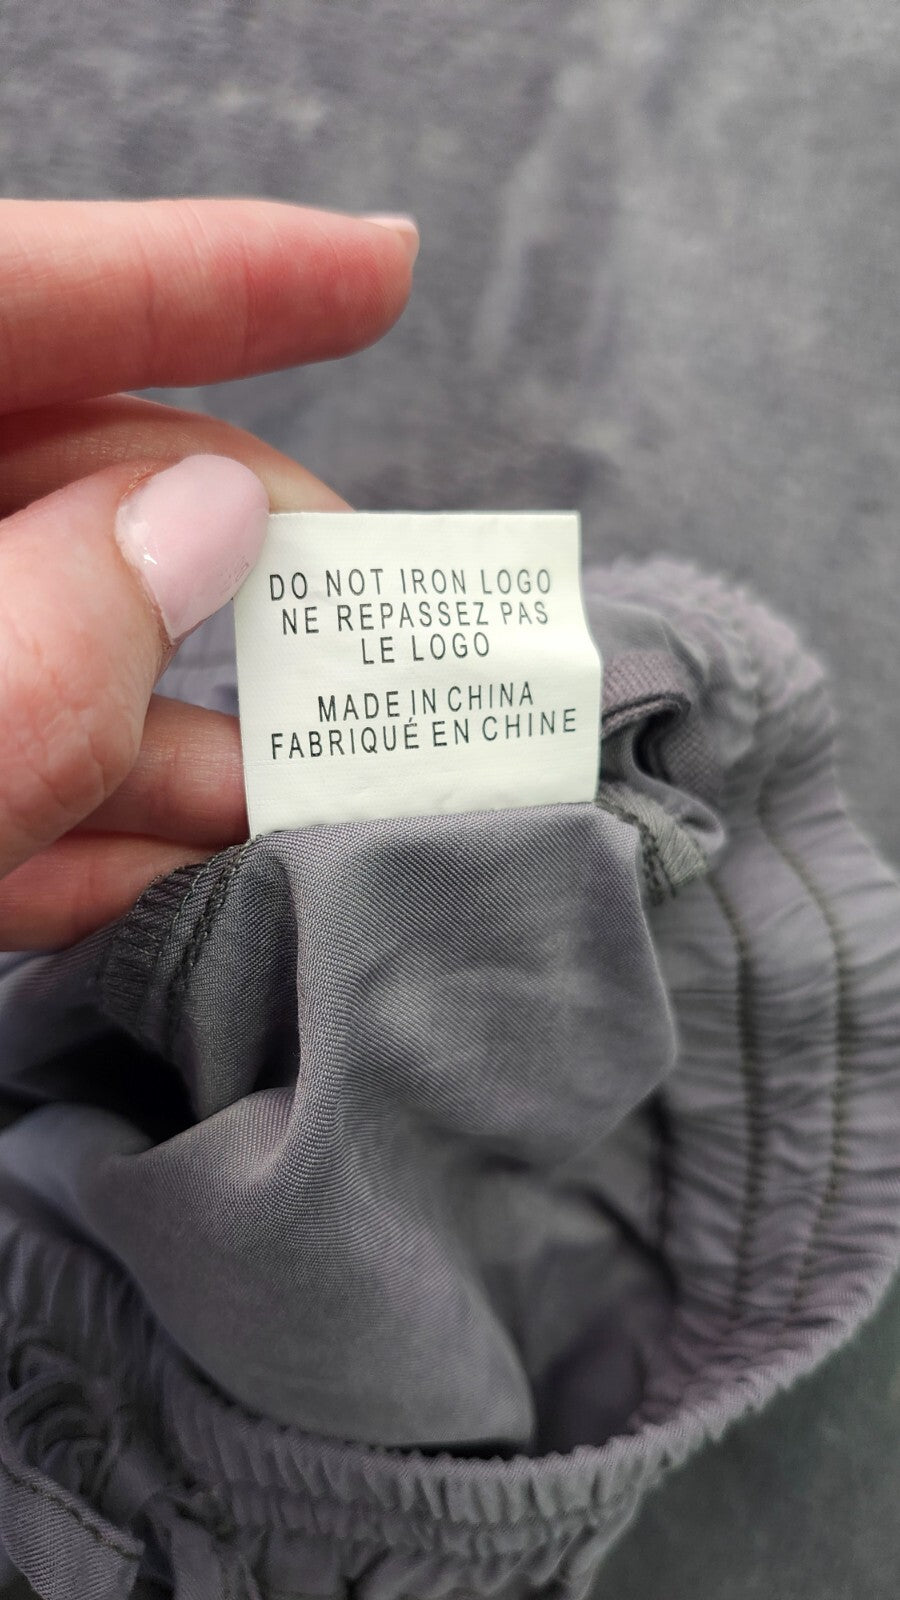 DO NOT IRON LOGO
NE REPASSEZ PAS
LE LOGO
MADE IN CHINA
FABRIQUÉ EN CHINE